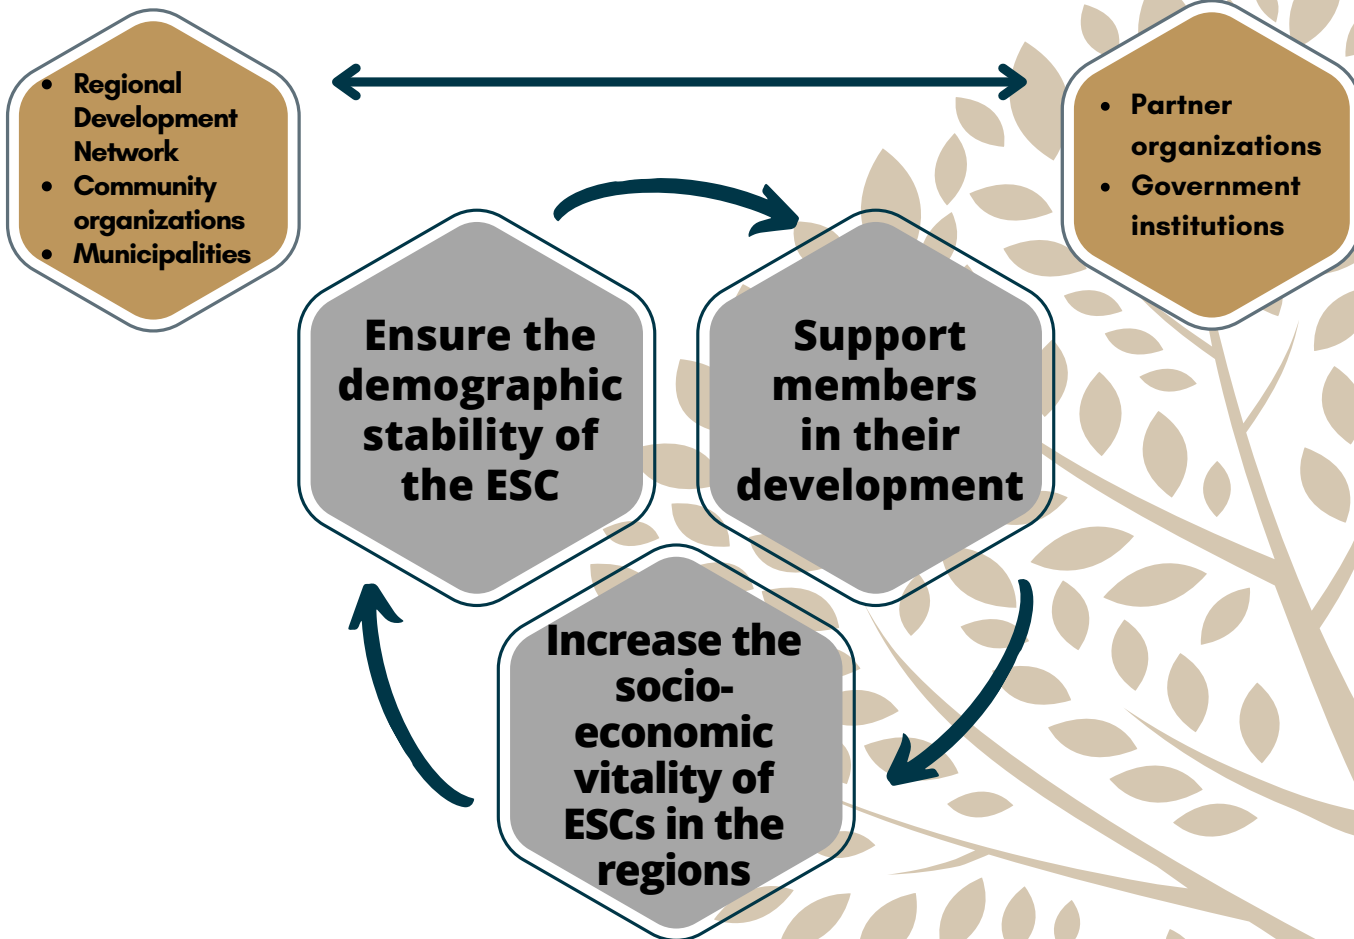 • Regional
Development
Network
• Community
organizations
• Municipalities
• Partner
organizations
• Government
institutions
Ensure the
demographic
stability of
the ESC
Support
members
in their
development
Increase the
socio-
economic
vitality of
ESCs in the
regions